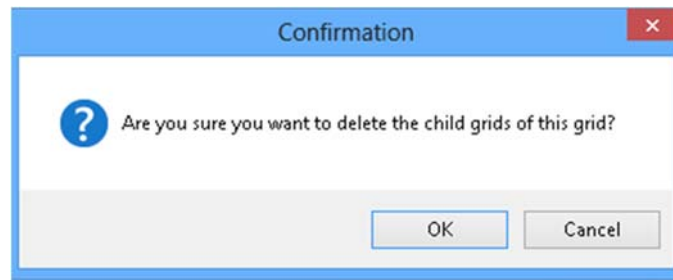 Confirmation
Are you sure you want to delete the child grids of this grid?
OK
Cancel